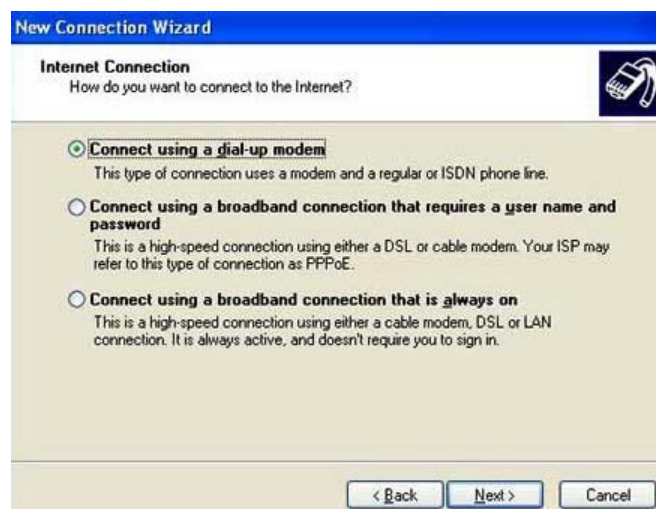 New Connection Wizard
Internet Connection
How do you want to connect to the Internet?
Connect using a dial-up modem
This type of connection uses a modem and a regular or ISDN phone line.
Connect using a broadband connection that requires a user name and
password
This is a high-speed connection using either a DSL or cable modem. Your ISP may
refer to this type of connection as PPPoE.
Connect using a broadband connection that is always on
This is a high-speed connection using either a cable modem, DSL or LAN
connection. It is always active, and doesn't require you to sign in.
< Back Next > Cancel